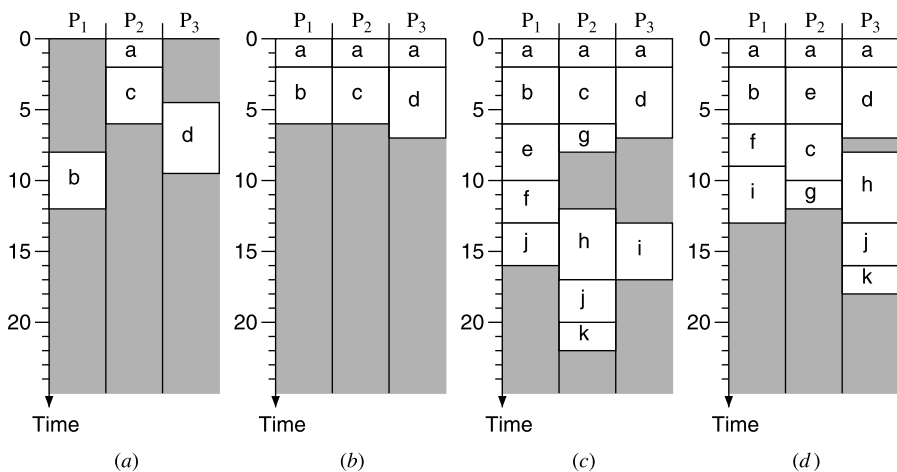 P1 P2 P3
0
5
10
15
20
a
c
d
b
Time
(a)
P1 P2 P3
0
5
10
15
20
a a a
b c d
Time
(b)
P1 P2 P3
0
5
10
15
20
a a a
b c d
g
e
f
h i
j
j
k
Time
(c)
P1 P2 P3
0
5
10
15
20
a a a
b e d
f c
h
i g
j
k
Time
(d)